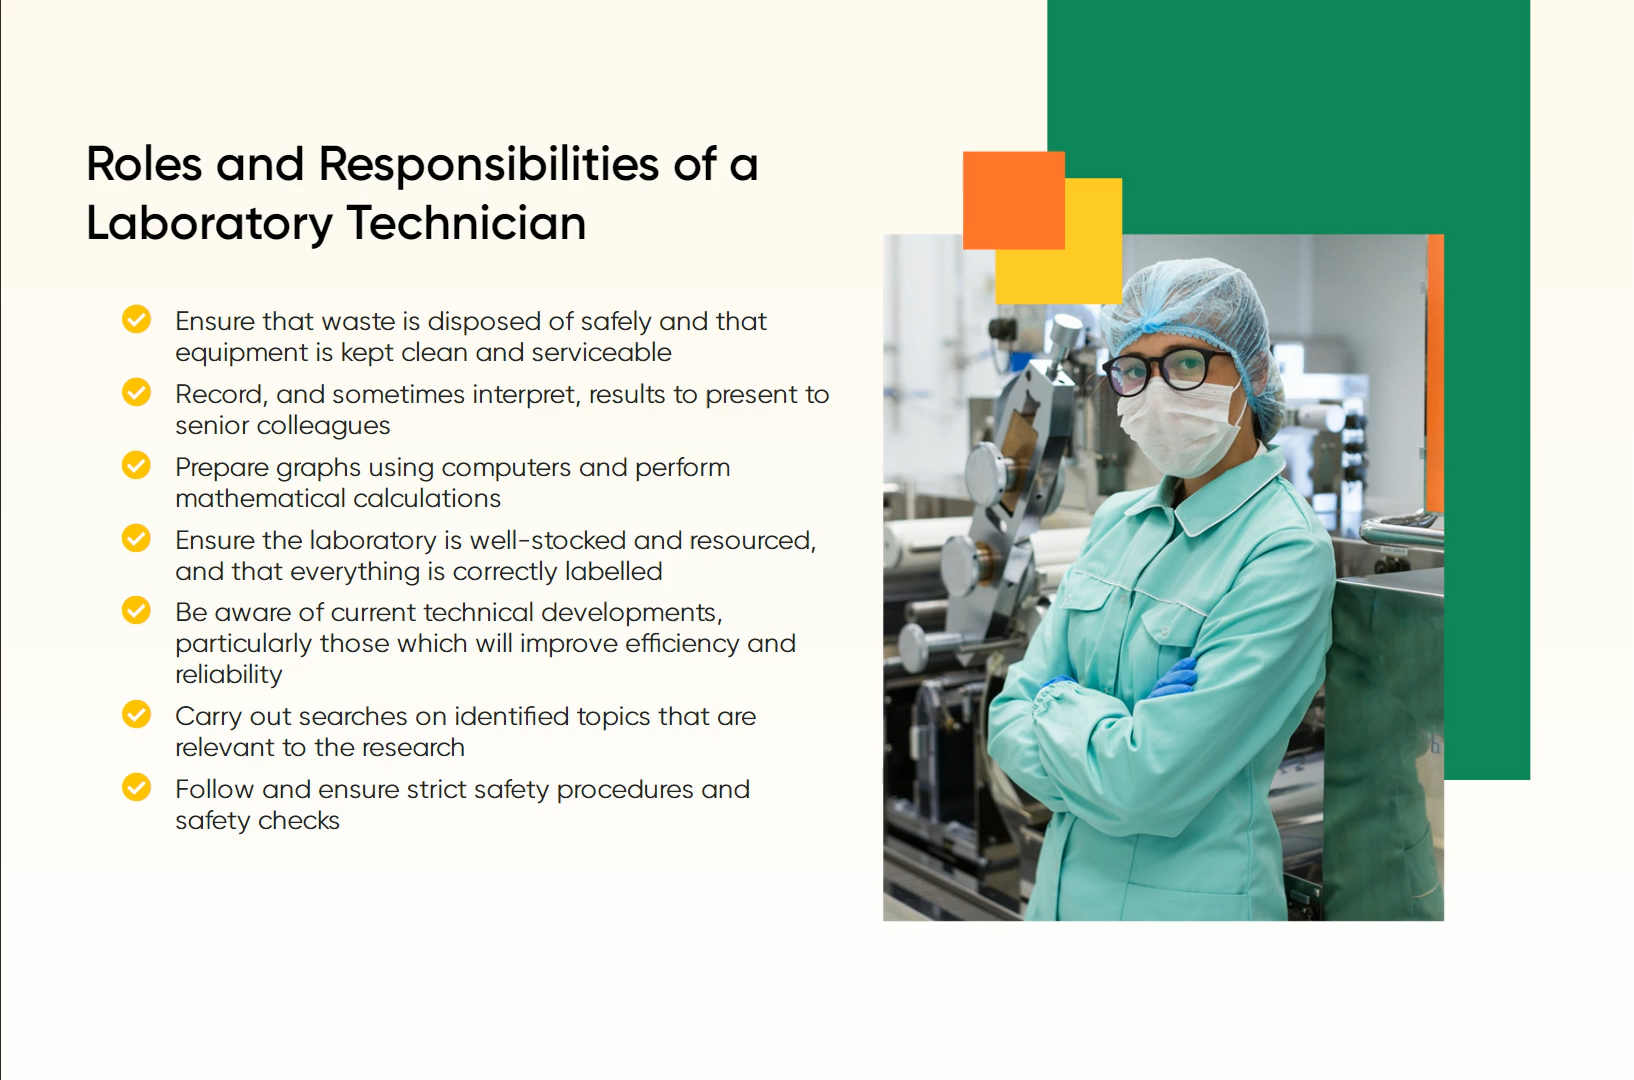 Roles and Responsibilities of a
Laboratory Technician
Ensure that waste is disposed of safely and that
equipment is kept clean and serviceable
Record, and sometimes interpret, results to present to
senior colleagues
Prepare graphs using computers and perform
mathematical calculations
Ensure the laboratory is well-stocked and resourced,
and that everything is correctly labelled
Be aware of current technical developments,
particularly those which will improve efficiency and
reliability
Carry out searches on identified topics that are
relevant to the research
Follow and ensure strict safety procedures and
safety checks